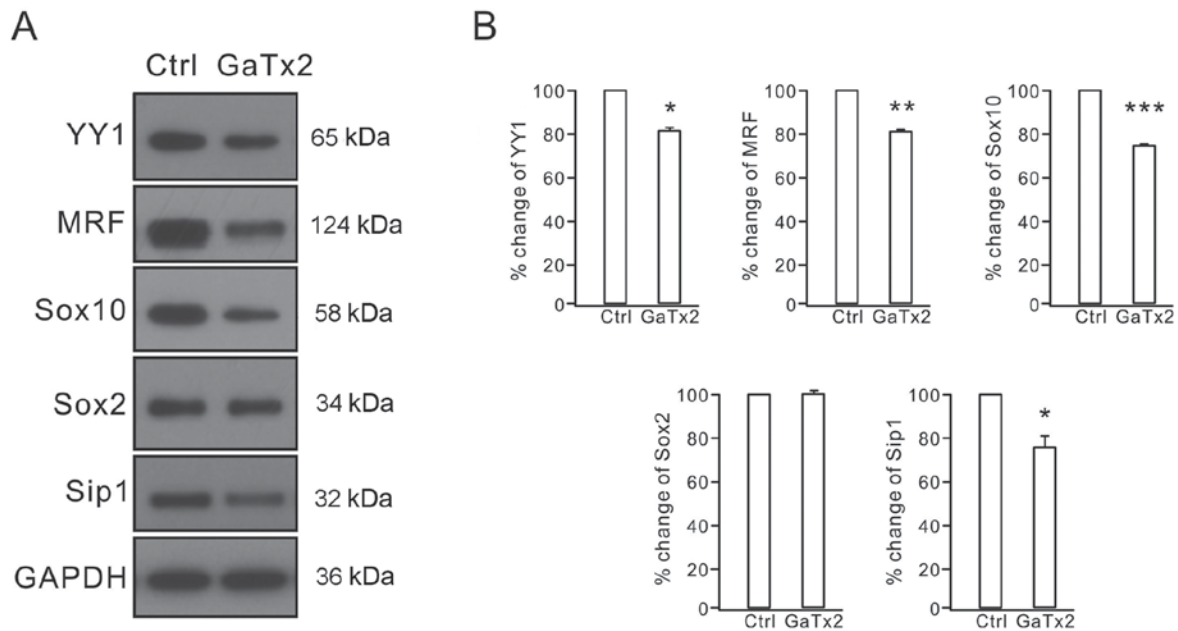 A
Ctrl GaTx2
YY1 65 kDa
MRF 124 kDa
Sox10 58 kDa
Sox2 34 kDa
Sip1 32 kDa
GAPDH 36 kDa
B
% change of YY1
100
80
60
40
20
0
*
Ctrl GaTx2
% change of MRF
100
80
60
40
20
0
**
Ctrl GaTx2
% change of Sox10
100
80
60
40
20
0
***
Ctrl GaTx2
% change of Sox2
100
80
60
40
20
0
Ctrl GaTx2
% change of Sip1
100
80
60
40
20
0
*
Ctrl GaTx2